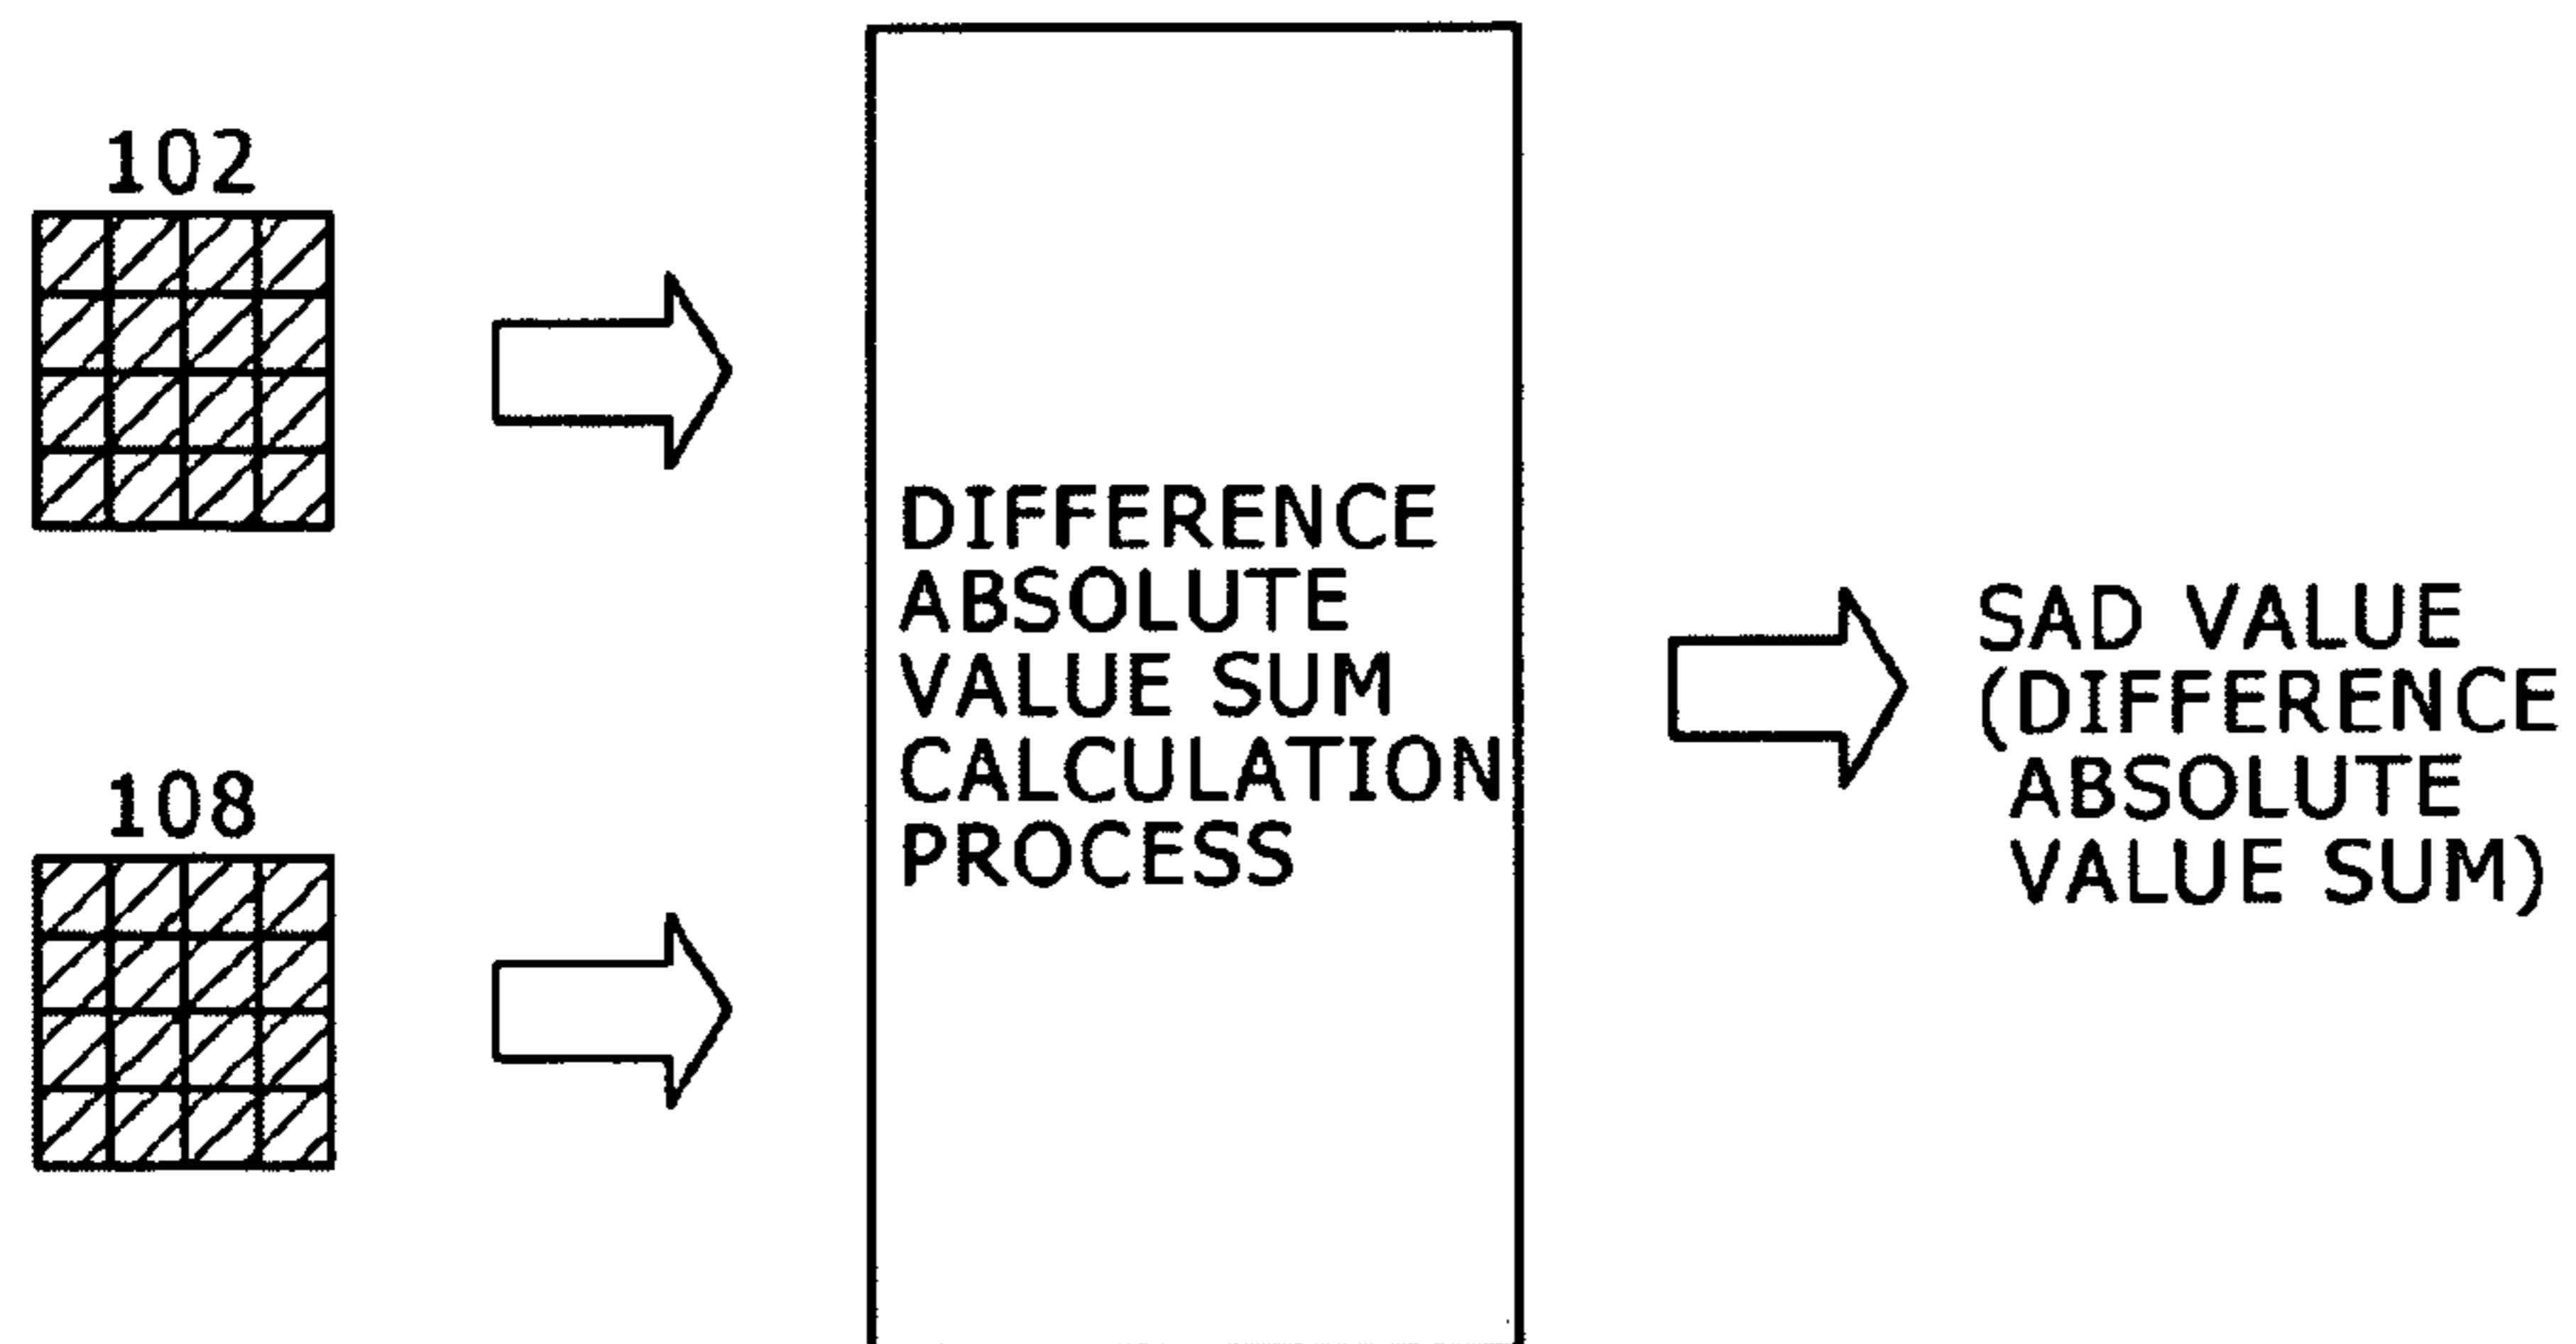 102
108
DIFFERENCE
ABSOLUTE
VALUE SUM
CALCULATION
PROCESS
SAD VALUE
(DIFFERENCE
ABSOLUTE
VALUE SUM)